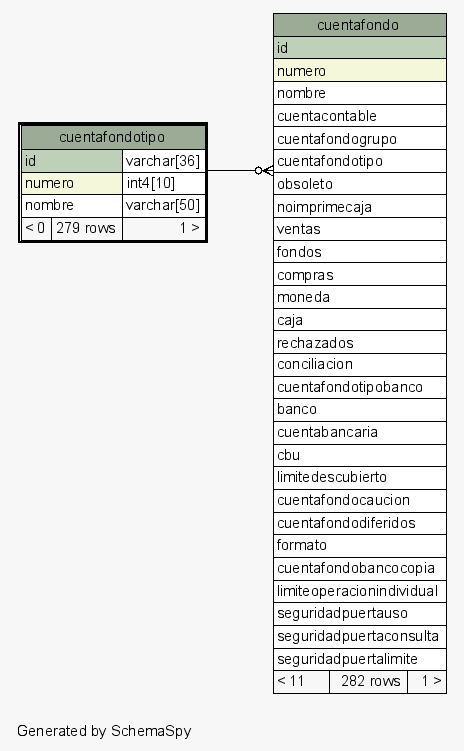 cuentafondotipo
id varchar[36]
numero int4[10]
nombre varchar[50]
< 0 279 rows 1 >
cuentafondo
id
numero
nombre
cuentacontable
cuentafondogrupo
cuentafondotipo
obsoleto
noimprimecaja
ventas
fondos
compras
moneda
caja
rechazados
conciliacion
cuentafondotipobanco
banco
cuentabancaria
cbu
limitedescubierto
cuentafondocaucion
cuentafondodiferidos
formato
cuentafondobancocopia
limiteoperacionindividual
seguridadpuertauso
seguridadpuertaconsulta
seguridadpuertalimite
< 11 282 rows 1 >
Generated by SchemaSpy